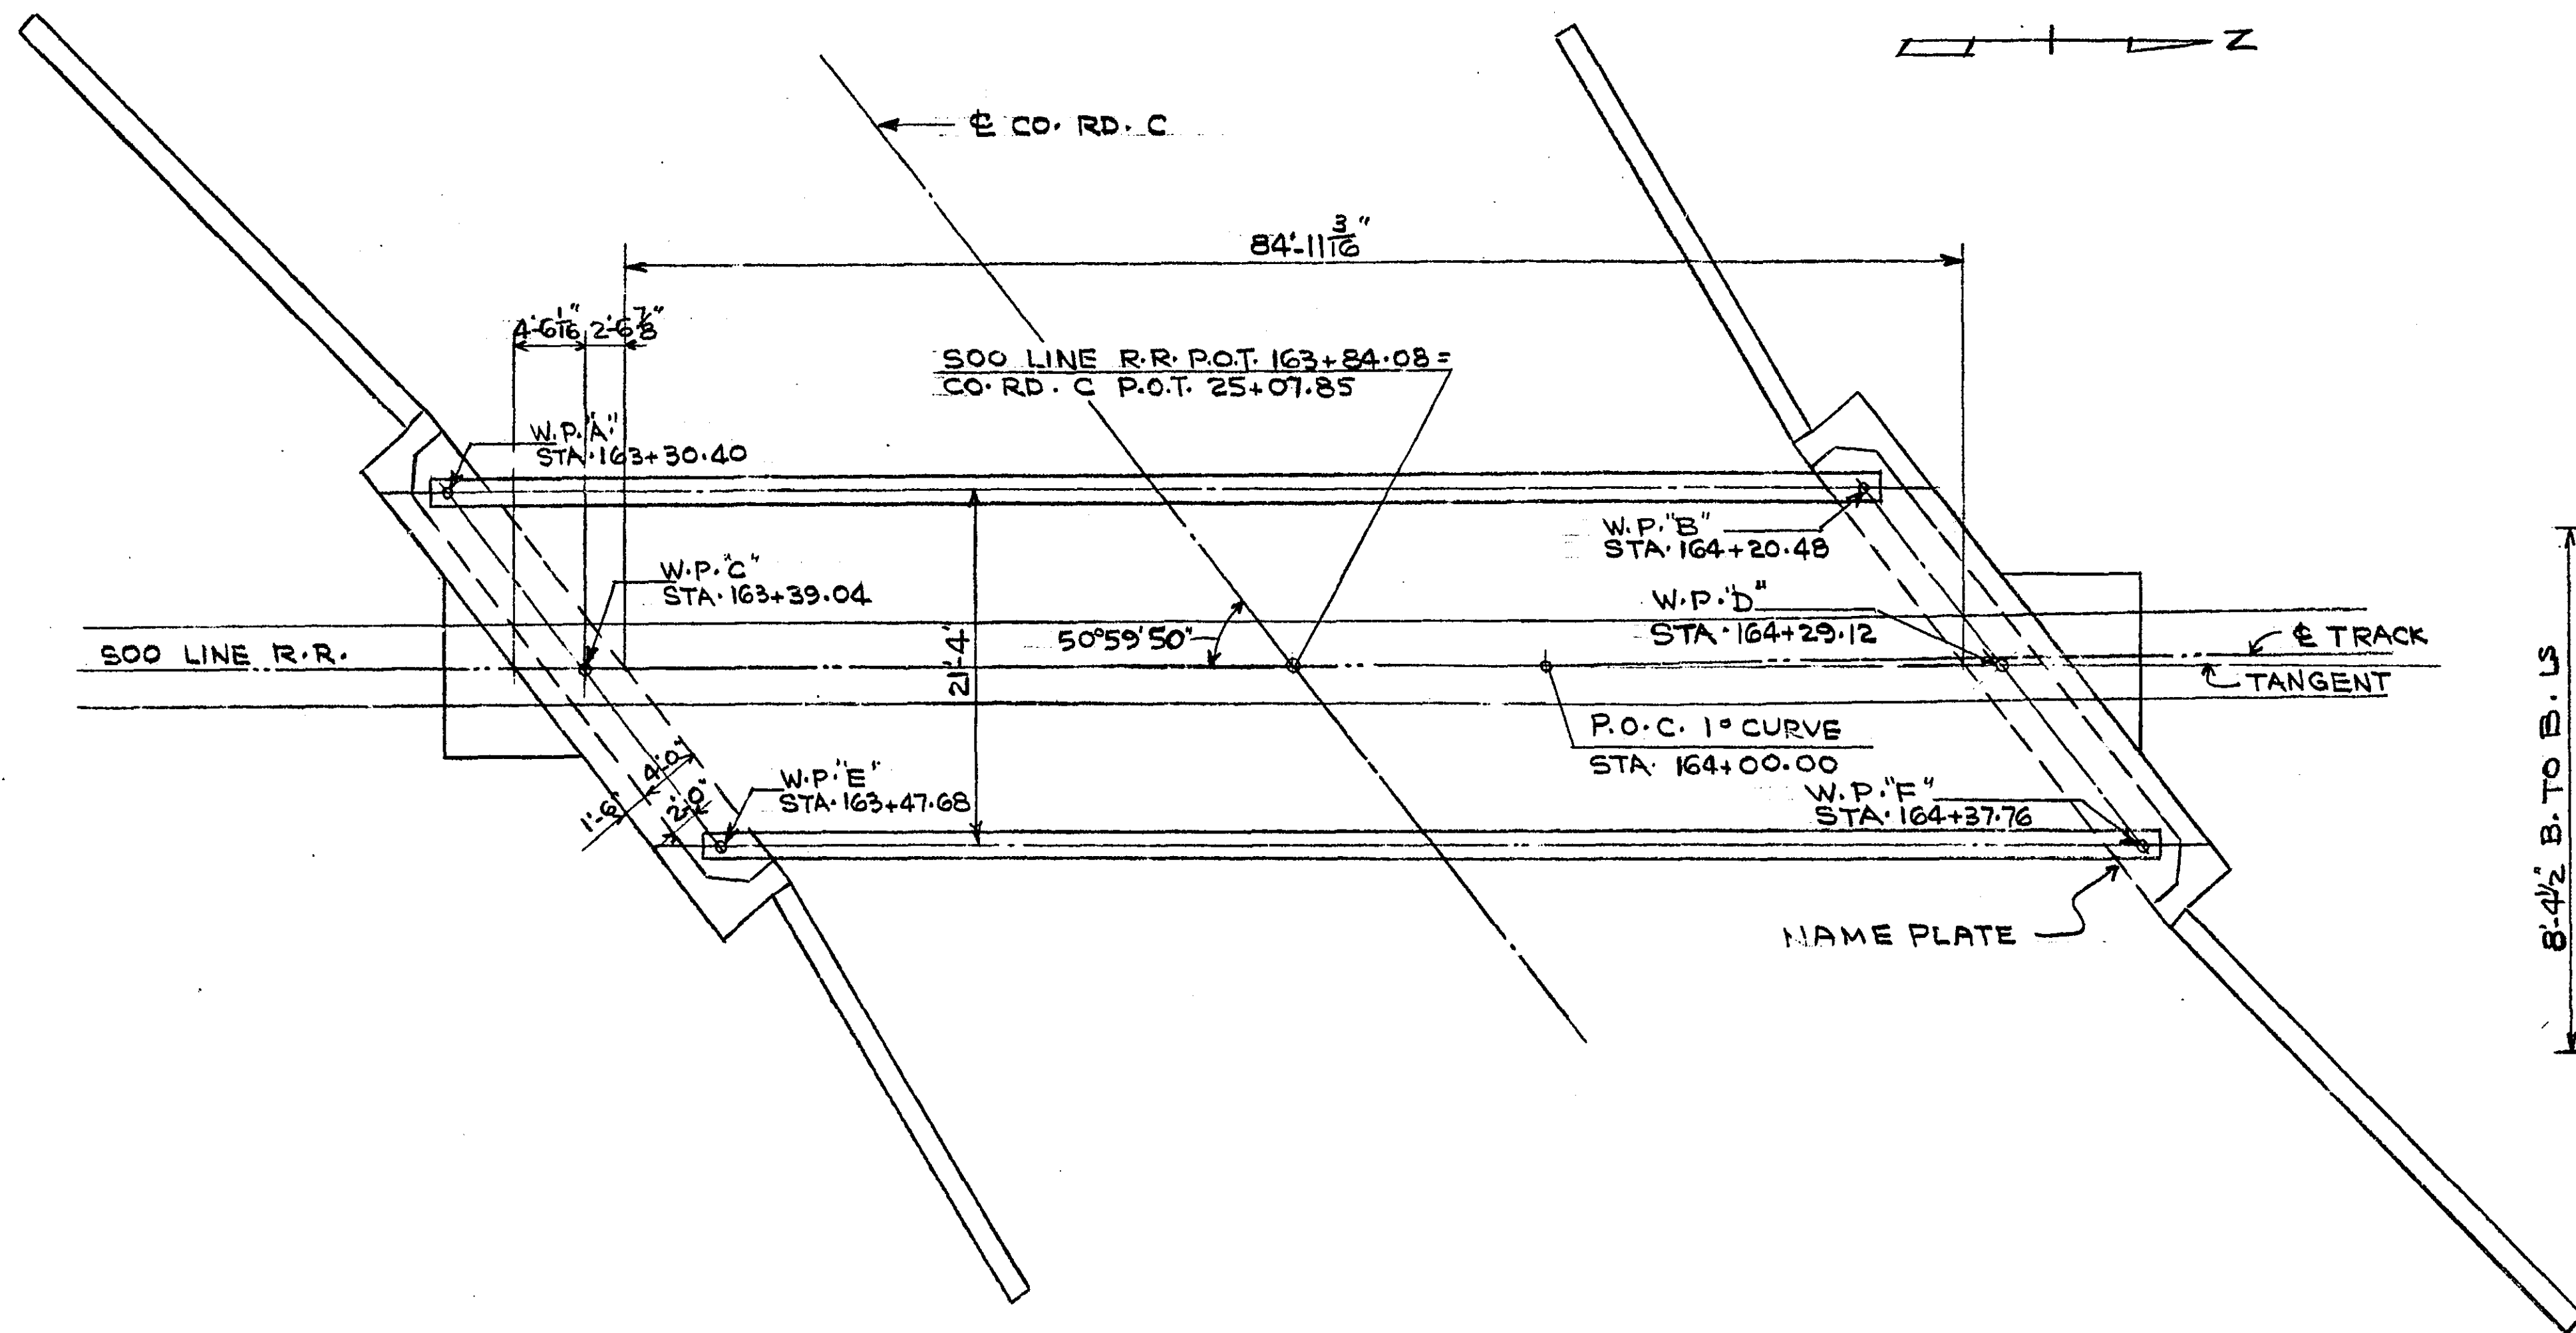 N
℄ CO. RD. C
84'-11 3/16"
4'-6 1/16" 2'-6 7/8"
SOO LINE R.R. P.O.T. 163+84.08 =
CO. RD. C P.O.T. 25+07.85
W.P. "A"
STA. 163+30.40
W.P. "B"
STA. 164+20.48
W.P. "C"
STA. 163+39.04
W.P. "D"
STA. 164+29.12
50°59'50"
21'-4"
SOO LINE R.R.
℄ TRACK
TANGENT
P.O.C. 1° CURVE
STA. 164+00.00
4'-0"
2'-0"
1'-6"
W.P. "E"
STA. 163+47.68
W.P. "F"
STA. 164+37.76
NAME PLATE
8'-4 1/2" B. TO B. LS